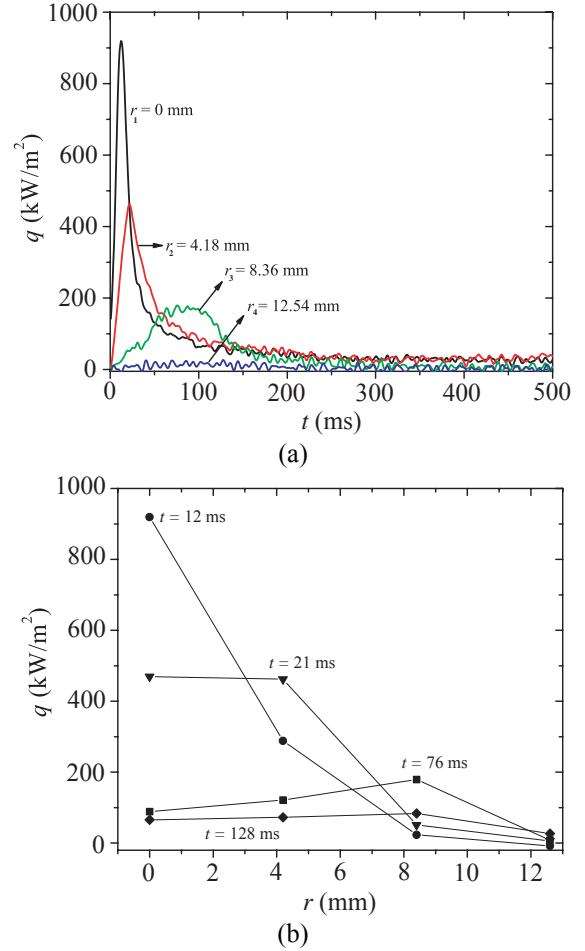 1000
800
600
400
200
0
q (kW/m²)
r₁ = 0 mm
r₂ = 4.18 mm
r₃ = 8.36 mm
r₄ = 12.54 mm
0 100 200 300 400 500
t (ms)
(a)
1000
800
600
400
200
0
q (kW/m²)
t = 12 ms
t = 21 ms
t = 76 ms
t = 128 ms
0 2 4 6 8 10 12
r (mm)
(b)